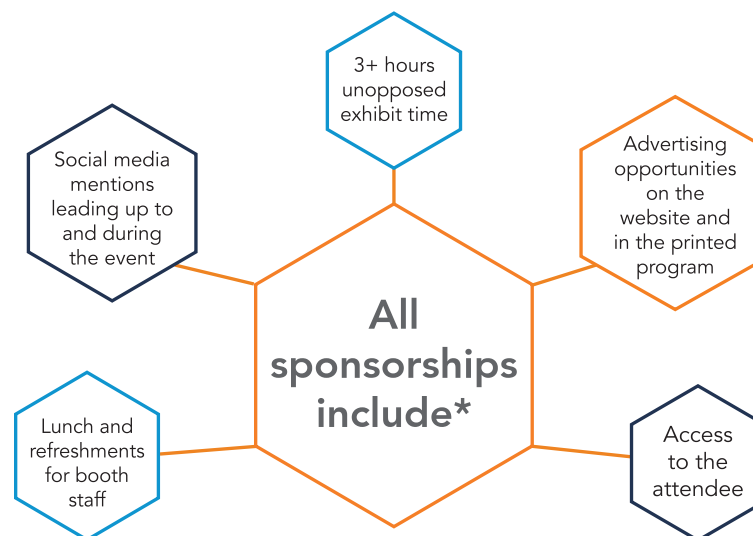 3+ hours
unopposed
exhibit time
Social media
mentions
leading up to
and during
the event
Advertising
opportunities
on the
website and
in the printed
program
All
sponsorships
include*
Lunch and
refreshments
for booth
staff
Access
to the
attendee